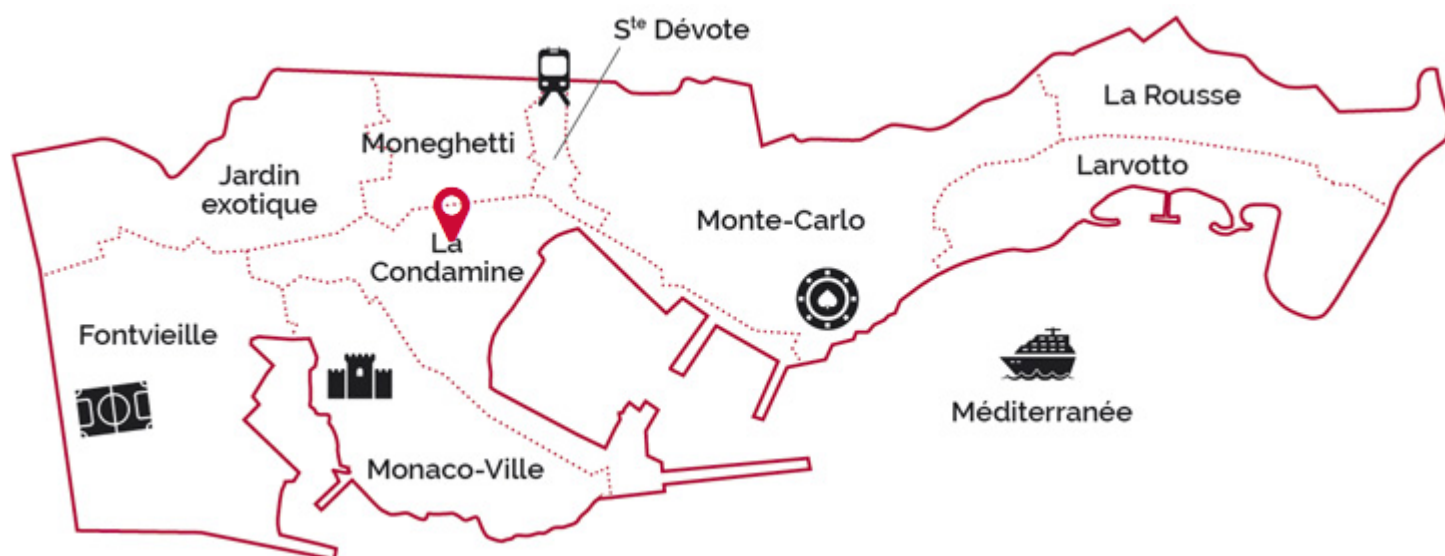 Sᵗᵉ Dévote
La Rousse
Moneghetti
Larvotto
Jardin
exotique
Monte-Carlo
La
Condamine
Fontvieille
Méditerranée
Monaco-Ville